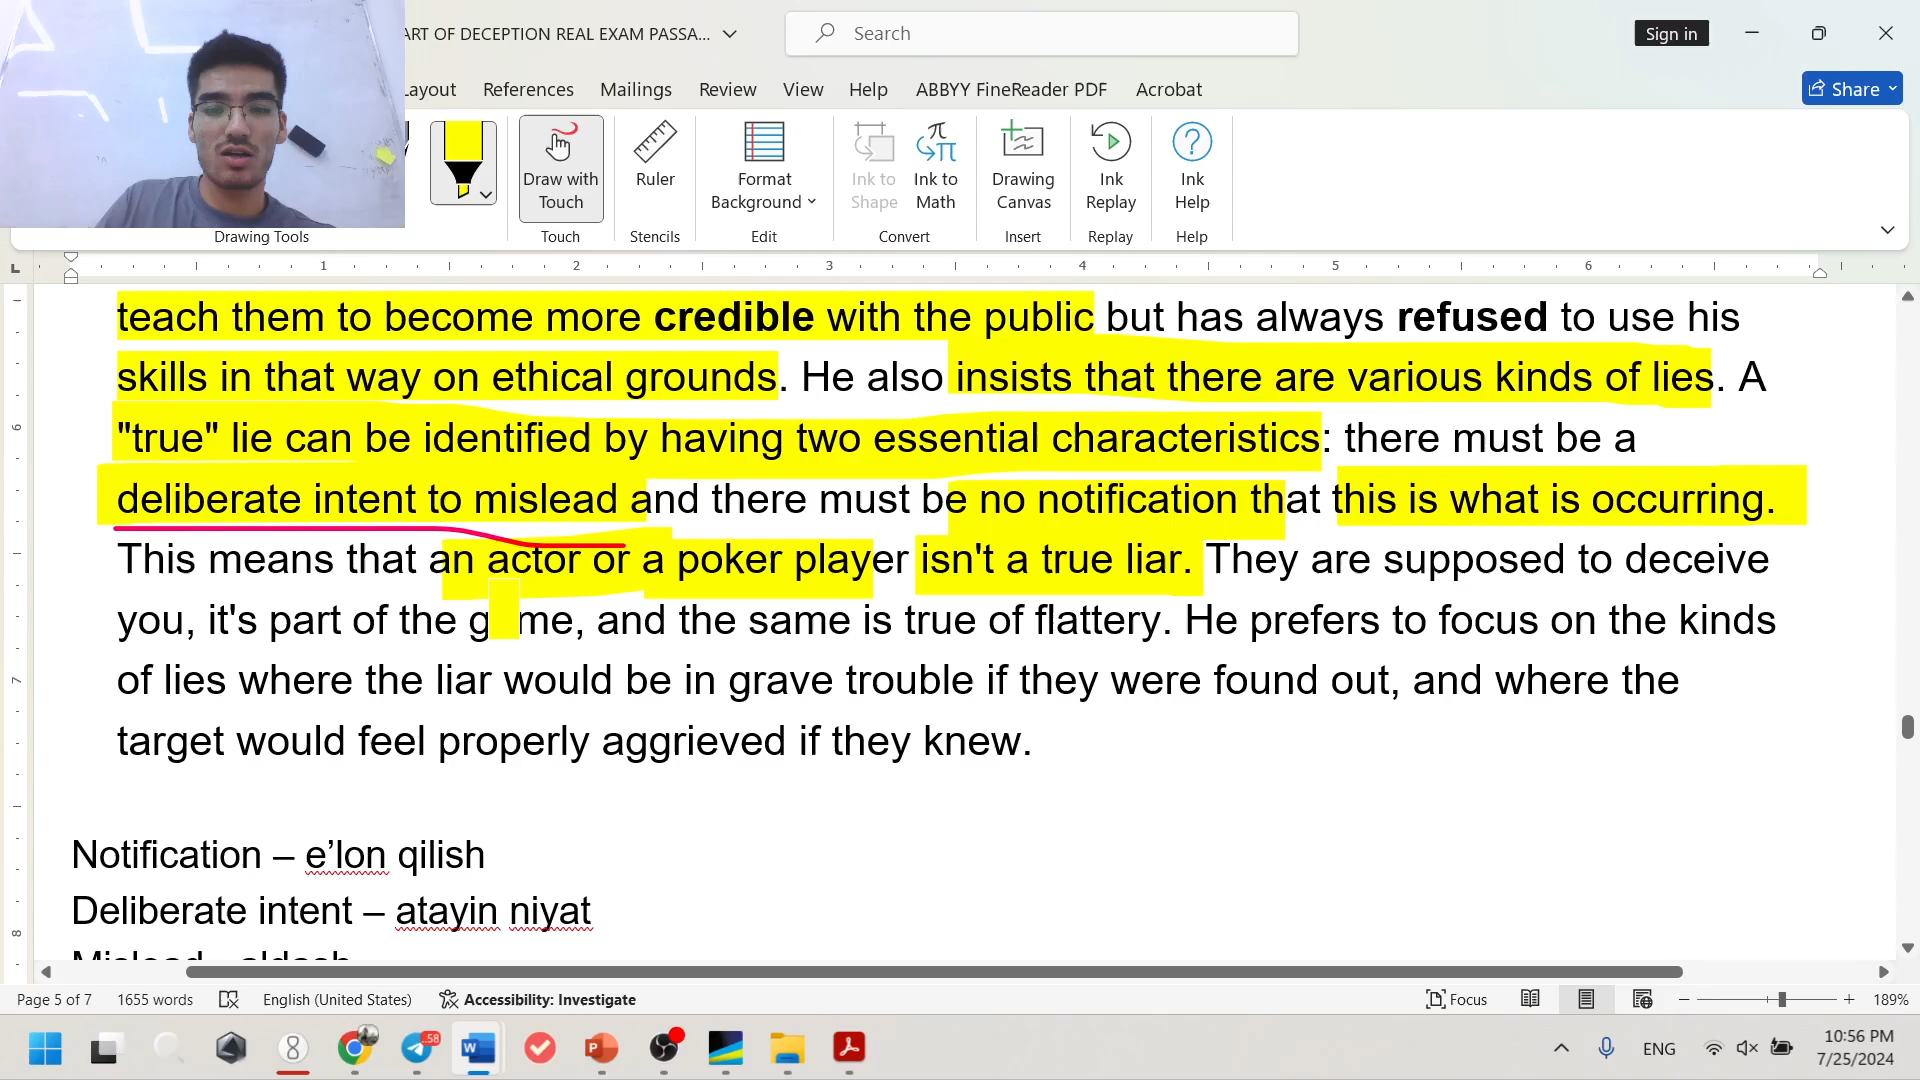 ART OF DECEPTION REAL EXAM PASSA...
Search
Sign in
Layout
References
Mailings
Review
View
Help
ABBYY FineReader PDF
Acrobat
Share
Draw with Touch
Ruler
Format Background
Ink to Shape
Ink to Math
Drawing Canvas
Ink Replay
Ink Help
Drawing Tools
Touch
Stencils
Edit
Convert
Insert
Replay
Help
1 2 3 4 5 6
teach them to become more credible with the public but has always refused to use his
skills in that way on ethical grounds. He also insists that there are various kinds of lies. A
"true" lie can be identified by having two essential characteristics: there must be a
deliberate intent to mislead and there must be no notification that this is what is occurring.
This means that an actor or a poker player isn't a true liar. They are supposed to deceive
you, it's part of the game, and the same is true of flattery. He prefers to focus on the kinds
of lies where the liar would be in grave trouble if they were found out, and where the
target would feel properly aggrieved if they knew.
Notification – e’lon qilish
Deliberate intent – atayin niyat
Mislead - aldash
Page 5 of 7
1655 words
English (United States)
Accessibility: Investigate
Focus
189%
58
ENG
10:56 PM
7/25/2024